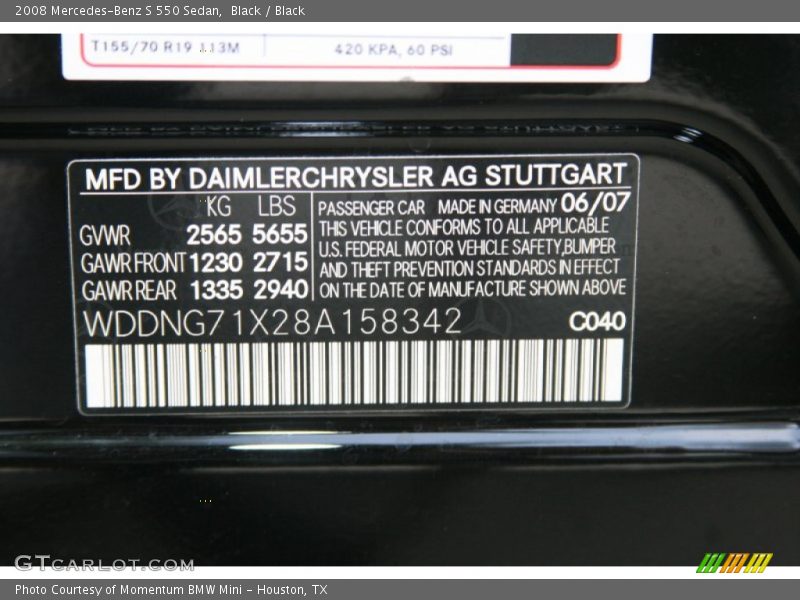 2008 Mercedes-Benz S 550 Sedan, Black / Black
T155/70 R19 113M 420 KPA, 60 PSI
MFD BY DAIMLERCHRYSLER AG STUTTGART
KG LBS PASSENGER CAR MADE IN GERMANY 06/07
GVWR 2565 5655 THIS VEHICLE CONFORMS TO ALL APPLICABLE
U.S. FEDERAL MOTOR VEHICLE SAFETY, BUMPER
GAWR FRONT 1230 2715 AND THEFT PREVENTION STANDARDS IN EFFECT
GAWR REAR 1335 2940 ON THE DATE OF MANUFACTURE SHOWN ABOVE
WDDNG71X28A158342 C040
GTCARLOT.COM
Photo Courtesy of Momentum BMW Mini - Houston, TX